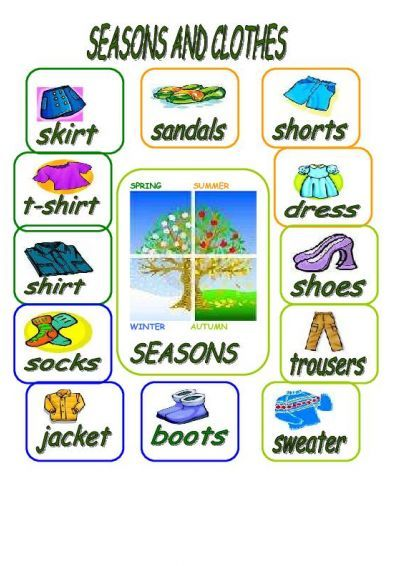 SEASONS AND CLOTHES
skirt
sandals
shorts
t-shirt
SPRING
SUMMER
dress
shirt
shoes
WINTER
AUTUMN
SEASONS
socks
trousers
jacket
boots
sweater